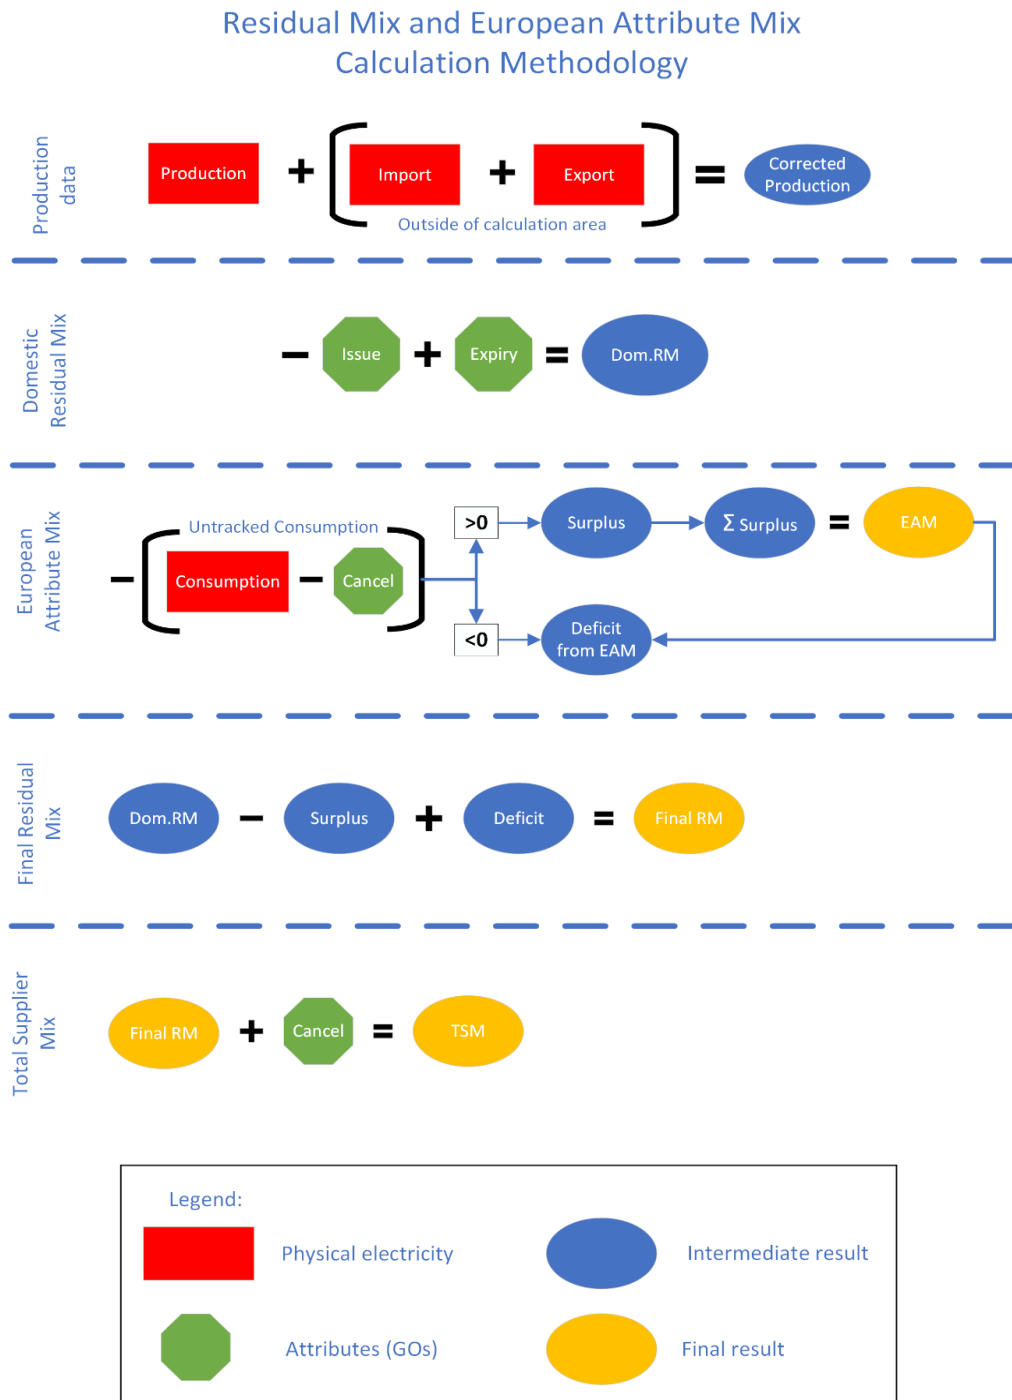 Residual Mix and European Attribute Mix
Calculation Methodology
Production
data
Production
+
Import
+
Export
=
Corrected
Production
Outside of calculation area
Domestic
Residual Mix
−
Issue
+
Expiry
=
Dom.RM
European
Attribute Mix
Untracked Consumption
−
Consumption
−
Cancel
>0
Surplus
Σ Surplus
=
EAM
<0
Deficit
from EAM
Final Residual
Mix
Dom.RM
−
Surplus
+
Deficit
=
Final RM
Total Supplier
Mix
Final RM
+
Cancel
=
TSM
Legend:
Physical electricity
Intermediate result
Attributes (GOs)
Final result